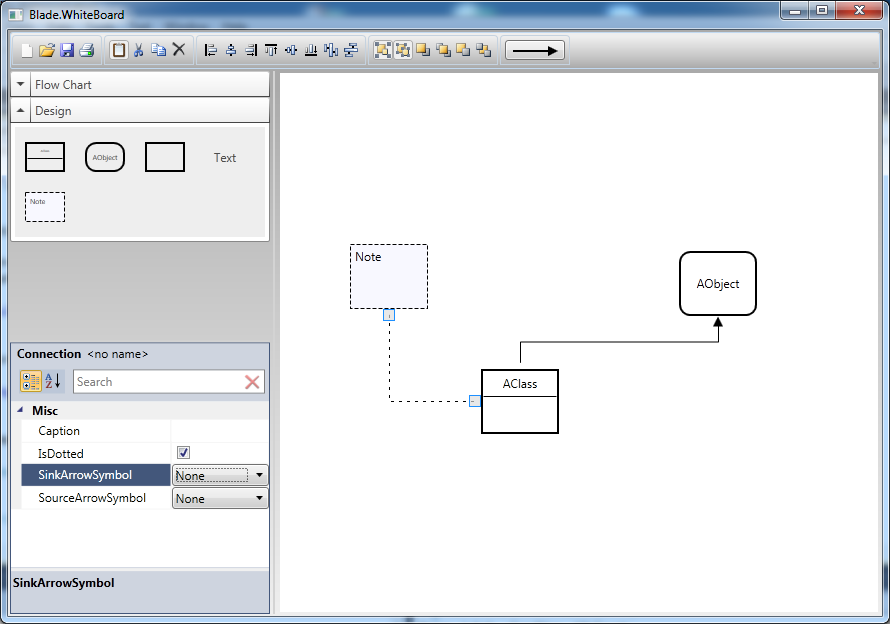 Blade.WhiteBoard
Flow Chart
Design
AObject
Text
Note
Note
AObject
AClass
Connection <no name>
A
Z
Search
Misc
Caption
IsDotted
SinkArrowSymbol None
SourceArrowSymbol None
SinkArrowSymbol